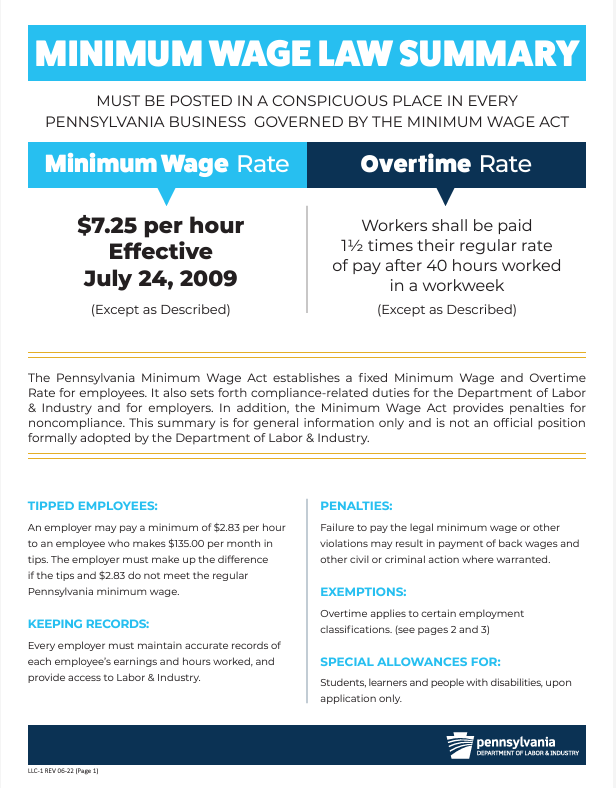 MINIMUM WAGE LAW SUMMARY
MUST BE POSTED IN A CONSPICUOUS PLACE IN EVERY
PENNSYLVANIA BUSINESS GOVERNED BY THE MINIMUM WAGE ACT
Minimum Wage Rate
$7.25 per hour
Effective
July 24, 2009
(Except as Described)
Overtime Rate
Workers shall be paid
1½ times their regular rate
of pay after 40 hours worked
in a workweek
(Except as Described)
The Pennsylvania Minimum Wage Act establishes a fixed Minimum Wage and Overtime
Rate for employees. It also sets forth compliance-related duties for the Department of Labor
& Industry and for employers. In addition, the Minimum Wage Act provides penalties for
noncompliance. This summary is for general information only and is not an official position
formally adopted by the Department of Labor & Industry.
TIPPED EMPLOYEES:
An employer may pay a minimum of $2.83 per hour
to an employee who makes $135.00 per month in
tips. The employer must make up the difference
if the tips and $2.83 do not meet the regular
Pennsylvania minimum wage.
KEEPING RECORDS:
Every employer must maintain accurate records of
each employee's earnings and hours worked, and
provide access to Labor & Industry.
PENALTIES:
Failure to pay the legal minimum wage or other
violations may result in payment of back wages and
other civil or criminal action where warranted.
EXEMPTIONS:
Overtime applies to certain employment
classifications. (see pages 2 and 3)
SPECIAL ALLOWANCES FOR:
Students, learners and people with disabilities, upon
application only.
pennsylvania
DEPARTMENT OF LABOR & INDUSTRY
LLC-1 REV 06-22 (Page 1)